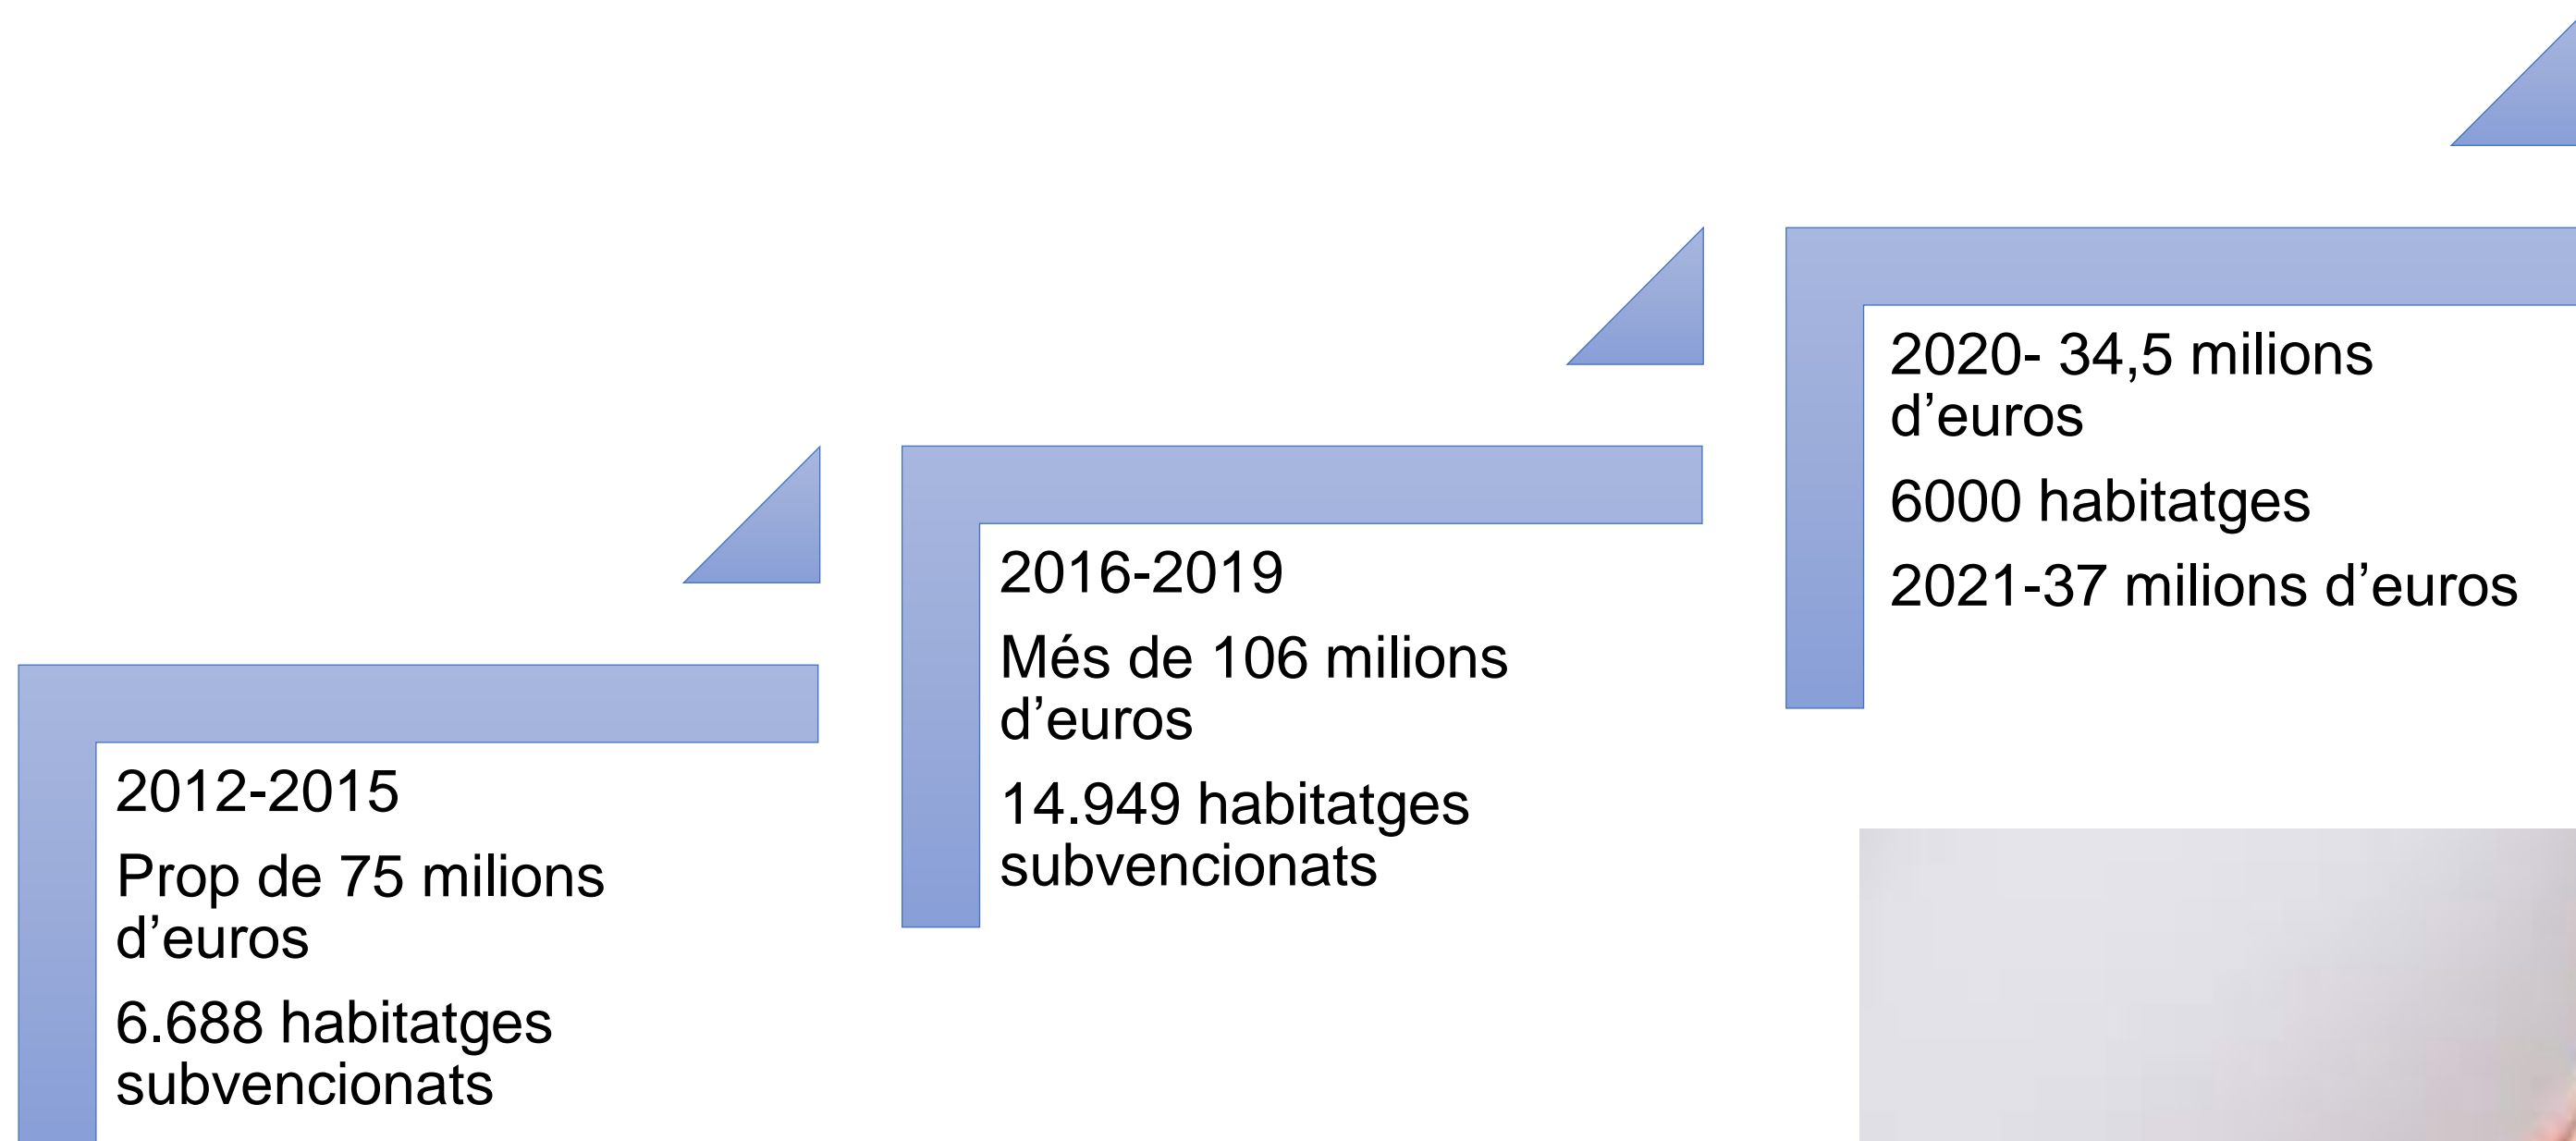 2012-2015
Prop de 75 milions
d’euros
6.688 habitatges
subvencionats
2016-2019
Més de 106 milions
d’euros
14.949 habitatges
subvencionats
2020- 34,5 milions
d’euros
6000 habitatges
2021-37 milions d’euros